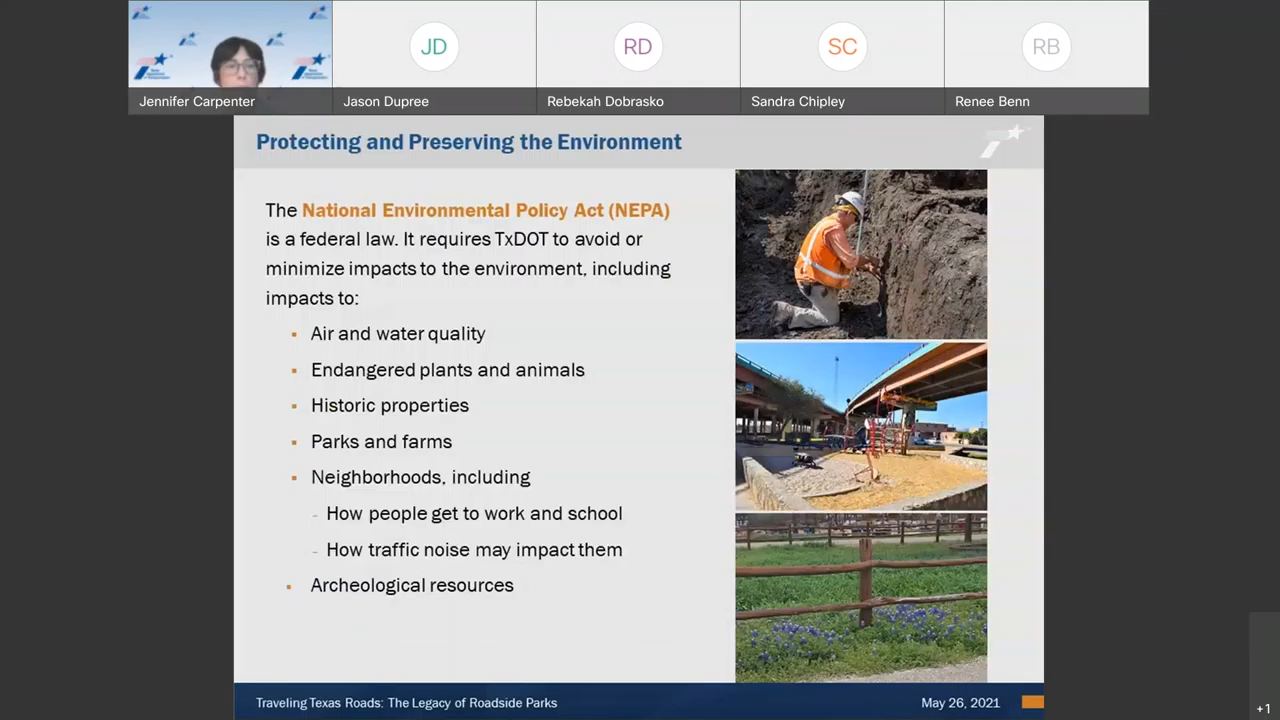 JD
RD
SC
RB
Jennifer Carpenter
Jason Dupree
Rebekah Dobrasko
Sandra Chipley
Renee Benn
Protecting and Preserving the Environment
The National Environmental Policy Act (NEPA)
is a federal law. It requires TxDOT to avoid or
minimize impacts to the environment, including
impacts to:
Air and water quality
Endangered plants and animals
Historic properties
Parks and farms
Neighborhoods, including
- How people get to work and school
- How traffic noise may impact them
Archeological resources
Traveling Texas Roads: The Legacy of Roadside Parks
May 26, 2021
+1